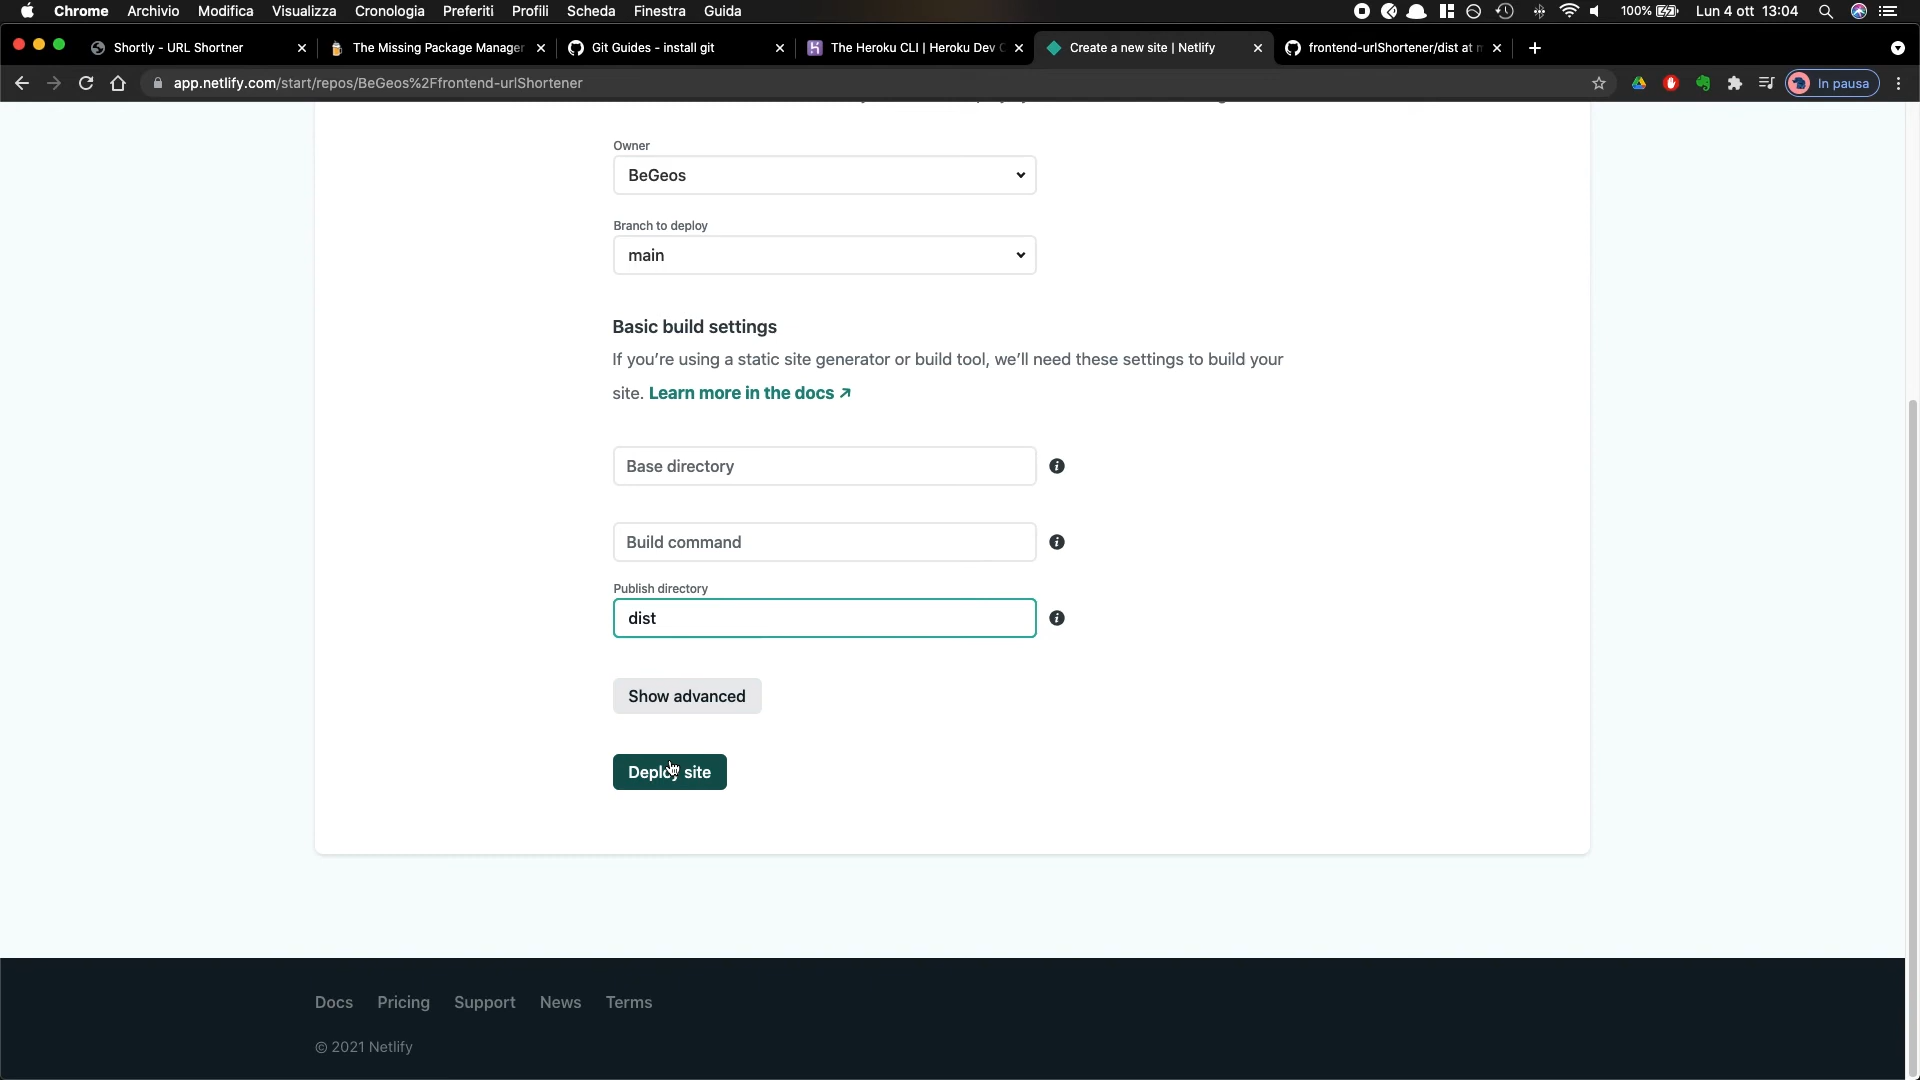 Chrome Archivio Modifica Visualizza Cronologia Preferiti Profili Scheda Finestra Guida 100% Lun 4 ott 13:04
Shortly - URL Shortner The Missing Package Manager Git Guides - install git The Heroku CLI | Heroku Dev Create a new site | Netlify frontend-urlShortener/dist at
app.netlify.com/start/repos/BeGeos%2Ffrontend-urlShortener In pausa
Owner
BeGeos
Branch to deploy
main
Basic build settings
If you're using a static site generator or build tool, we'll need these settings to build your
site. Learn more in the docs ↗
Base directory
Build command
Publish directory
dist
Show advanced
Deploy site
Docs Pricing Support News Terms
© 2021 Netlify